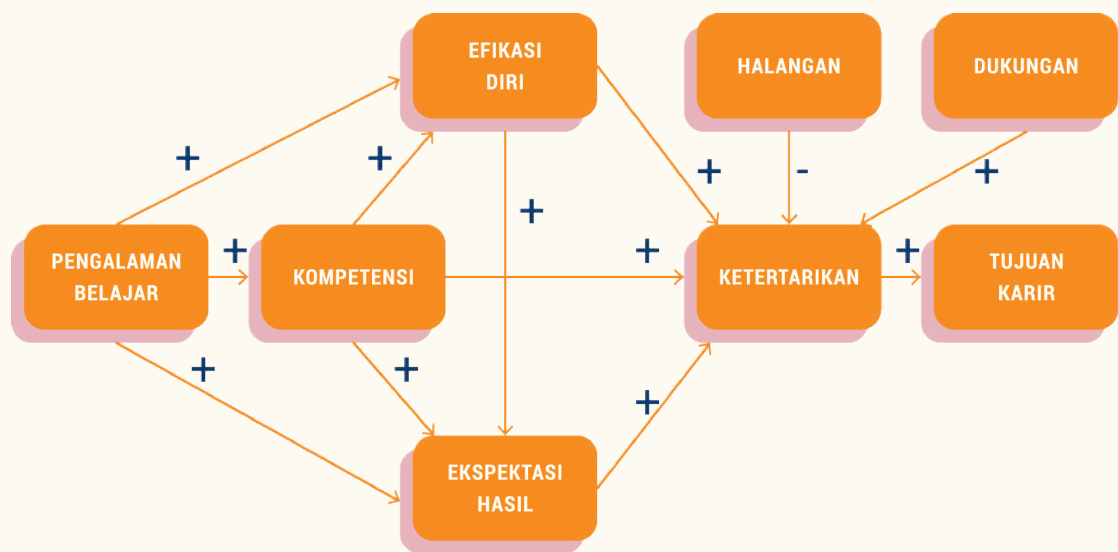 EFIKASI
DIRI
HALANGAN
DUKUNGAN
+
+
+
-
+
+
PENGALAMAN
BELAJAR
+
KOMPETENSI
+
KETERTARIKAN
+
TUJUAN
KARIR
+
+
+
EKSPEKTASI
HASIL